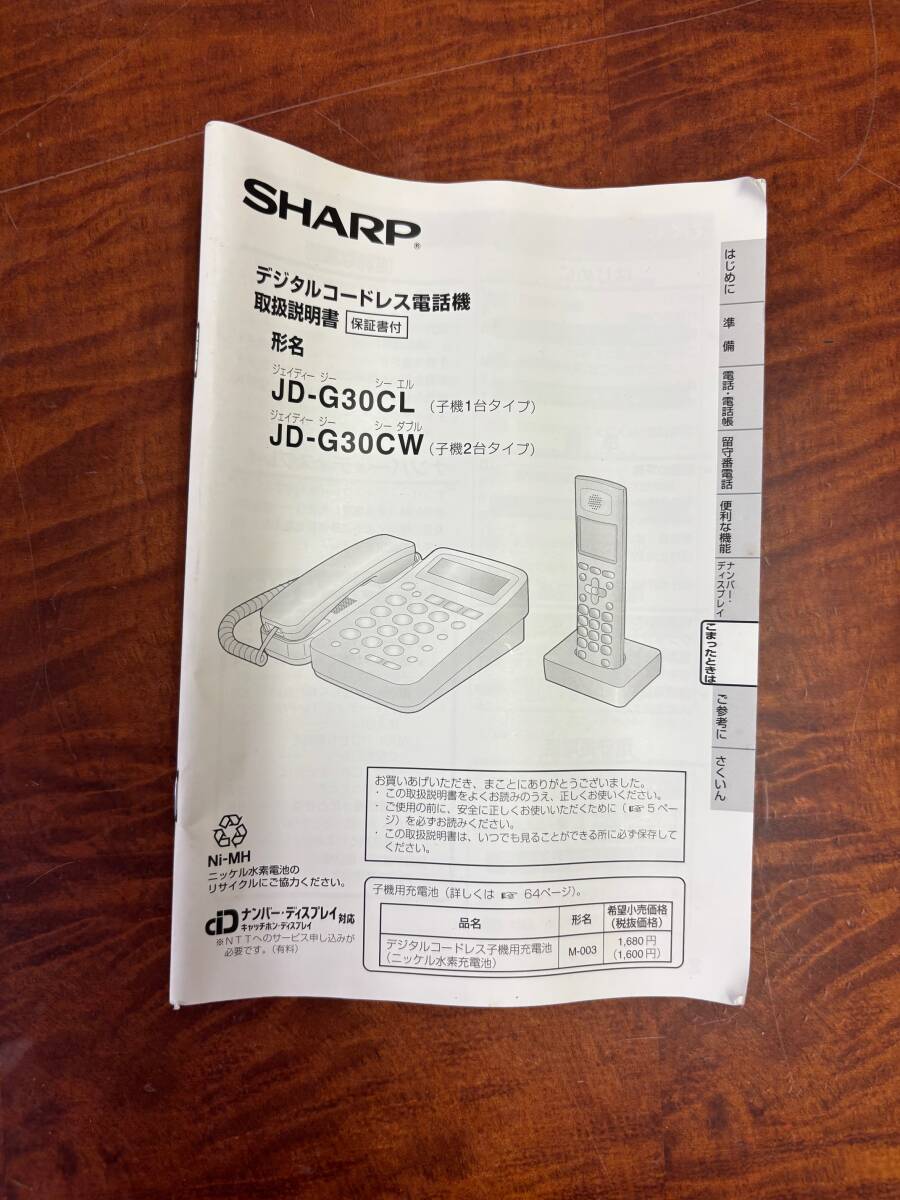 SHARP®
デジタルコードレス電話機
取扱説明書 保証書付
形名
ジェイディー ジー シー エル
JD-G30CL（子機1台タイプ）
ジェイディー ジー シー ダブル
JD-G30CW（子機2台タイプ）
はじめに
準備
電話・電話帳
留守番電話
便利な機能
ナンバー・
ディスプレイ
こまったときは
ご参考に
さくいん
お買いあげいただき、まことにありがとうございました。
・この取扱説明書をよくお読みのうえ、正しくお使いください。
・ご使用の前に、安全に正しくお使いいただくために（☞5ペー
ジ）を必ずお読みください。
・この取扱説明書は、いつでも見ることができる所に必ず保存して
ください。
Ni-MH
ニッケル水素電池の
リサイクルにご協力ください。
ナンバー・ディスプレイ対応
キャッチホン・ディスプレイ
※NTTへのサービス申し込みが
必要です。（有料）
子機用充電池（詳しくは ☞ 64ページ）。
品名 形名 希望小売価格
（税抜価格）
デジタルコードレス子機用充電池
（ニッケル水素充電池） M-003 1,680円
（1,600円）